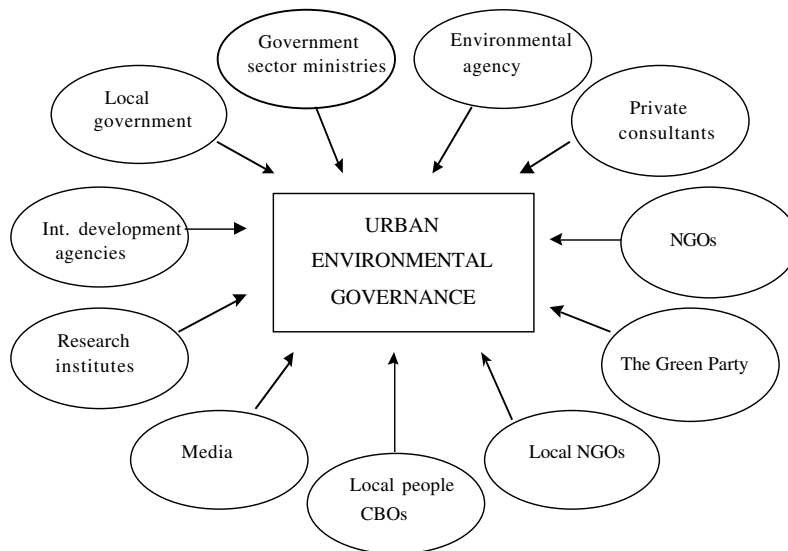 Government
sector ministries
Environmental
agency
Local
government
Private
consultants
Int. development
agencies
URBAN
ENVIRONMENTAL
GOVERNANCE
NGOs
Research
institutes
The Green Party
Media
Local people
CBOs
Local NGOs